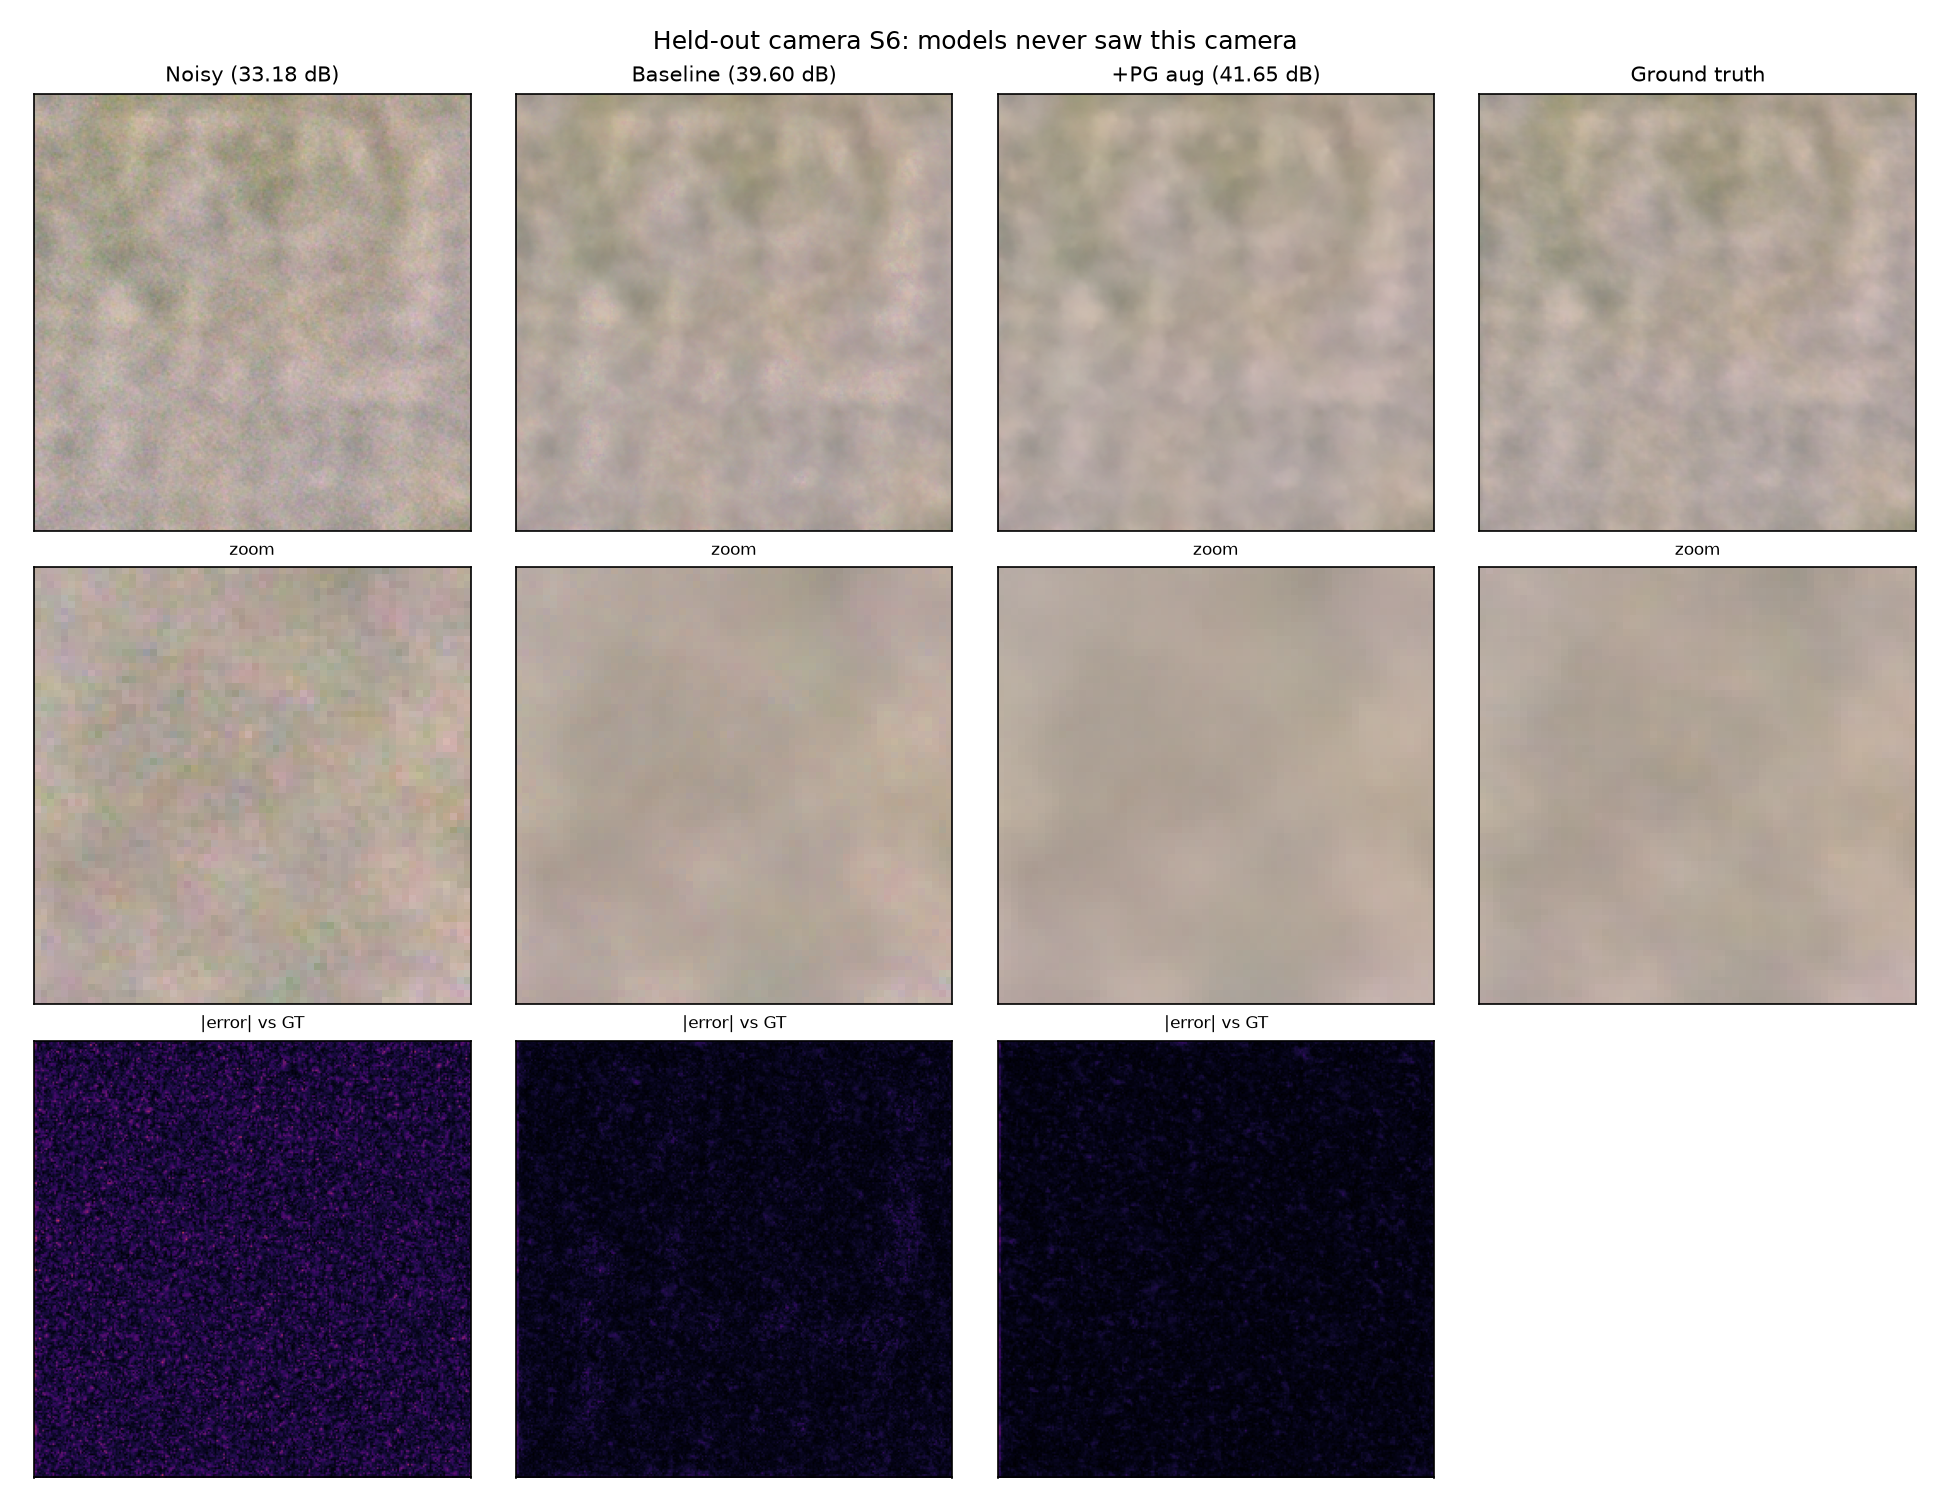 Held-out camera S6: models never saw this camera
Noisy (33.18 dB)
Baseline (39.60 dB)
+PG aug (41.65 dB)
Ground truth
zoom
zoom
zoom
zoom
|error| vs GT
|error| vs GT
|error| vs GT